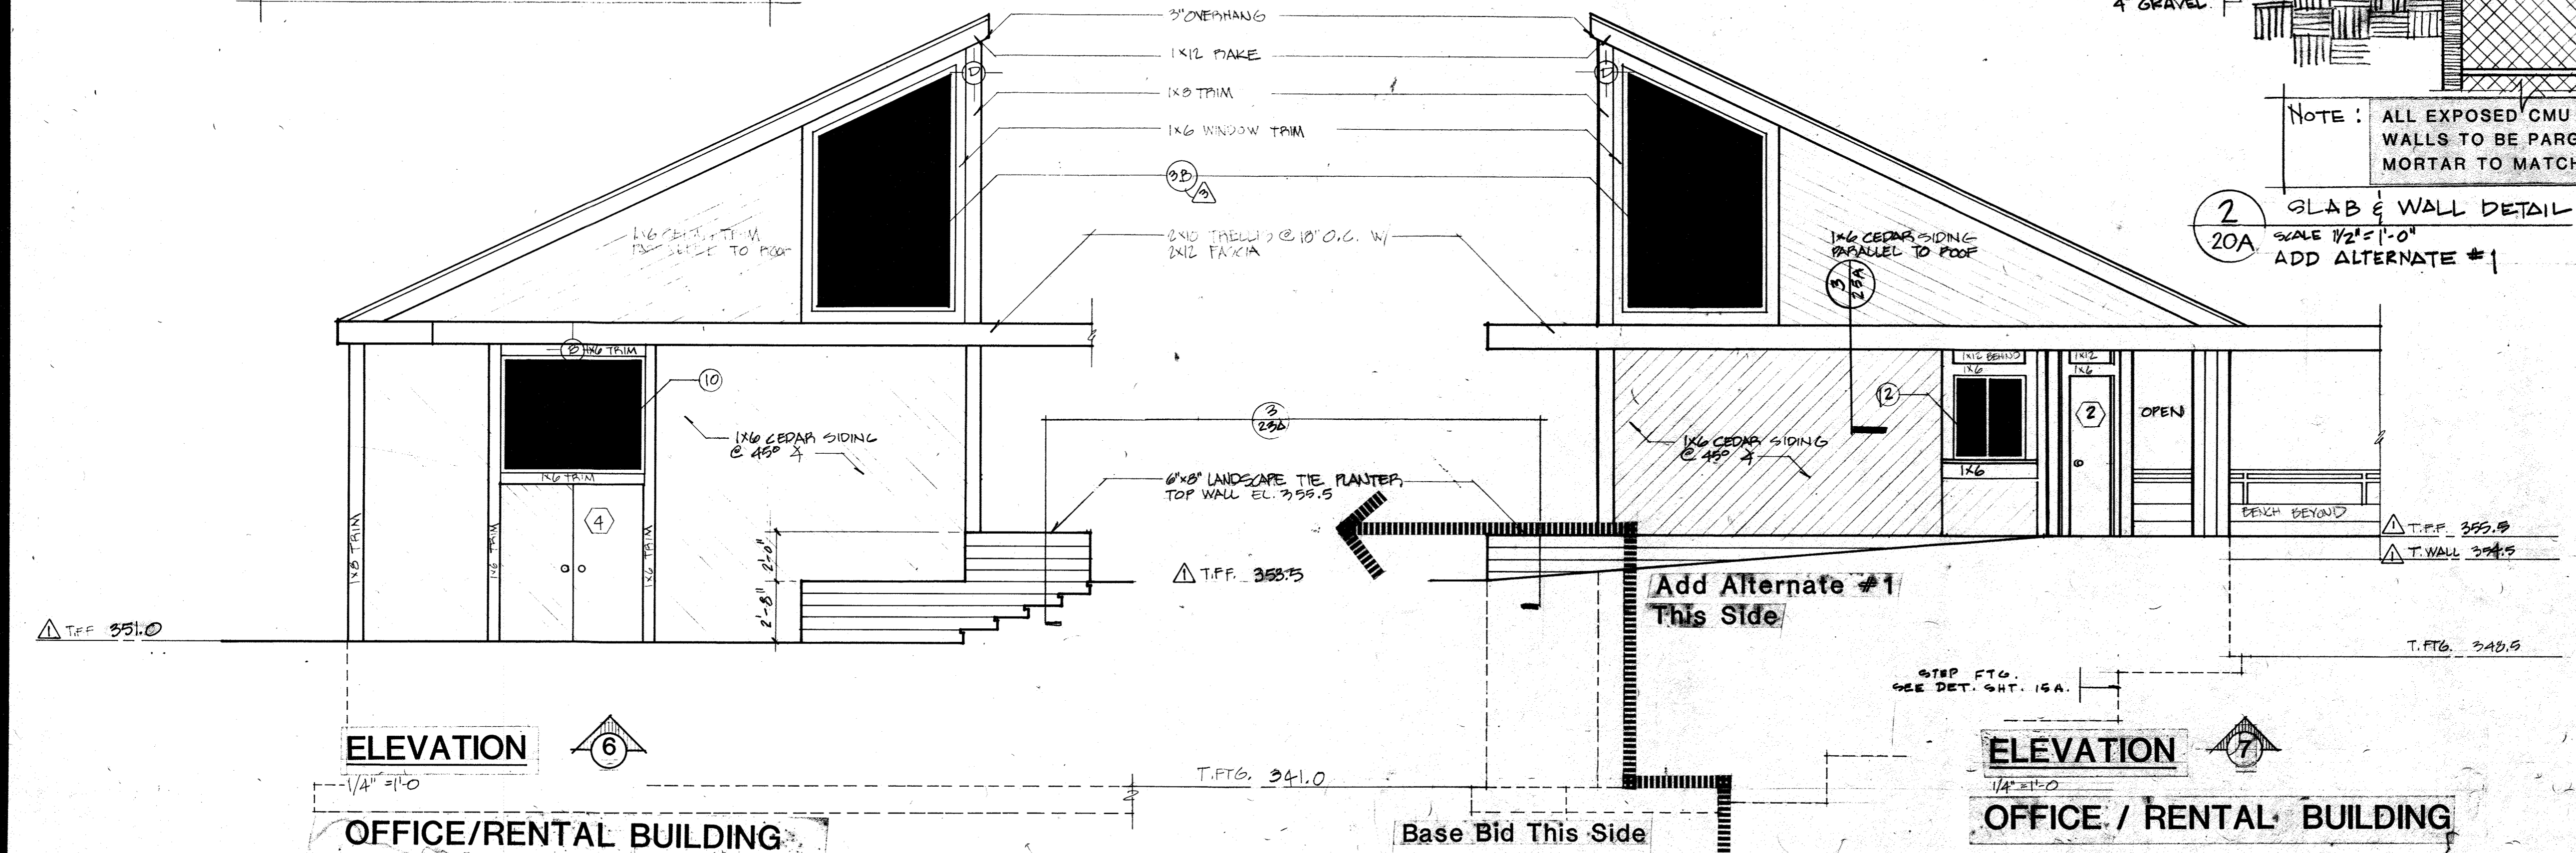 4" GRAVEL
3" OVERHANG
1X12 RAKE
1X8 TRIM
1X6 WINDOW TRIM
3B
3
2X10 TRELLIS @ 18" O.C. W/
2X12 FASCIA
D
D
NOTE :
ALL EXPOSED CMU
WALLS TO BE PARG
MORTAR TO MATCH
2
20A
SLAB & WALL DETAIL
SCALE 1/2" = 1'-0"
ADD ALTERNATE #1
TO ROOF
1X6 CEDAR SIDING
PARALLEL TO ROOF
3
25A
1X6 TRIM
10
1X6 CEDAR SIDING
@ 45°
1X6 TRIM
4
1X8 TRIM
1X6 TRIM
1X6 TRIM
2'-0"
2'-8"
3
23A
6"X8" LANDSCAPE TIE PLANTER
TOP WALL EL. 355.5
1 T.F.F. 353.5
1 T.F.F. 351.0
1X6 CEDAR SIDING
@ 45°
12
1X12 BEHIND
1X6
1X6
1X12
1X6
2
OPEN
BENCH BEYOND
1 T.F.F. 355.5
1 T. WALL 354.5
Add Alternate #1
This Side
T. FTG. 348.5
STEP FTG.
SEE DET. SHT. 15A.
ELEVATION 6
1/4" = 1'-0
OFFICE/RENTAL BUILDING
T. FTG. 341.0
Base Bid This Side
ELEVATION 7
1/4" = 1'-0
OFFICE / RENTAL BUILDING